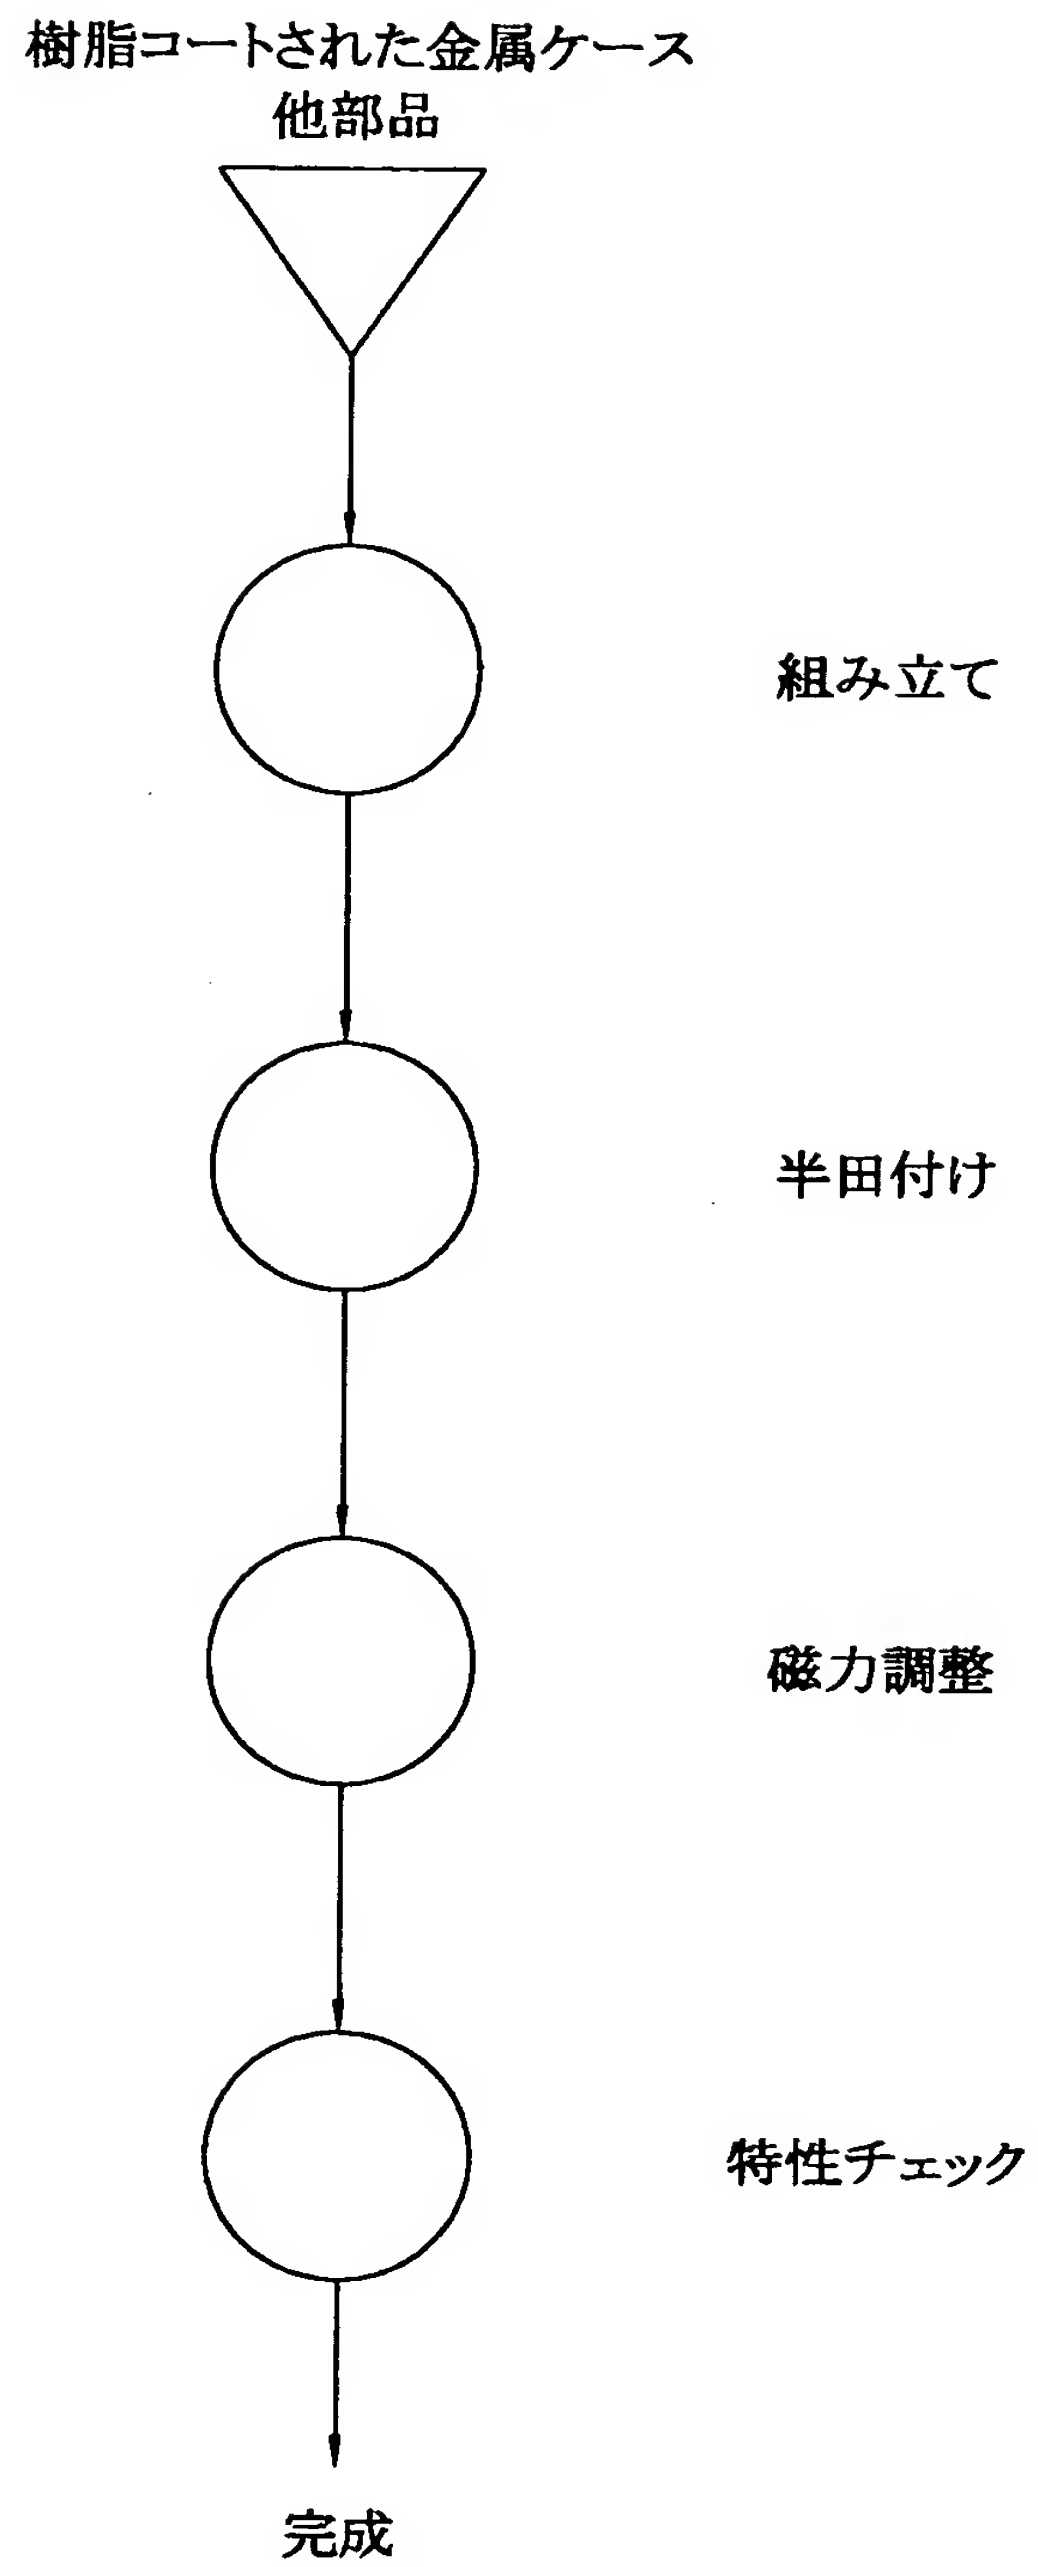 樹脂コートされた金属ケース
他部品
組み立て
半田付け
磁力調整
特性チェック
完成